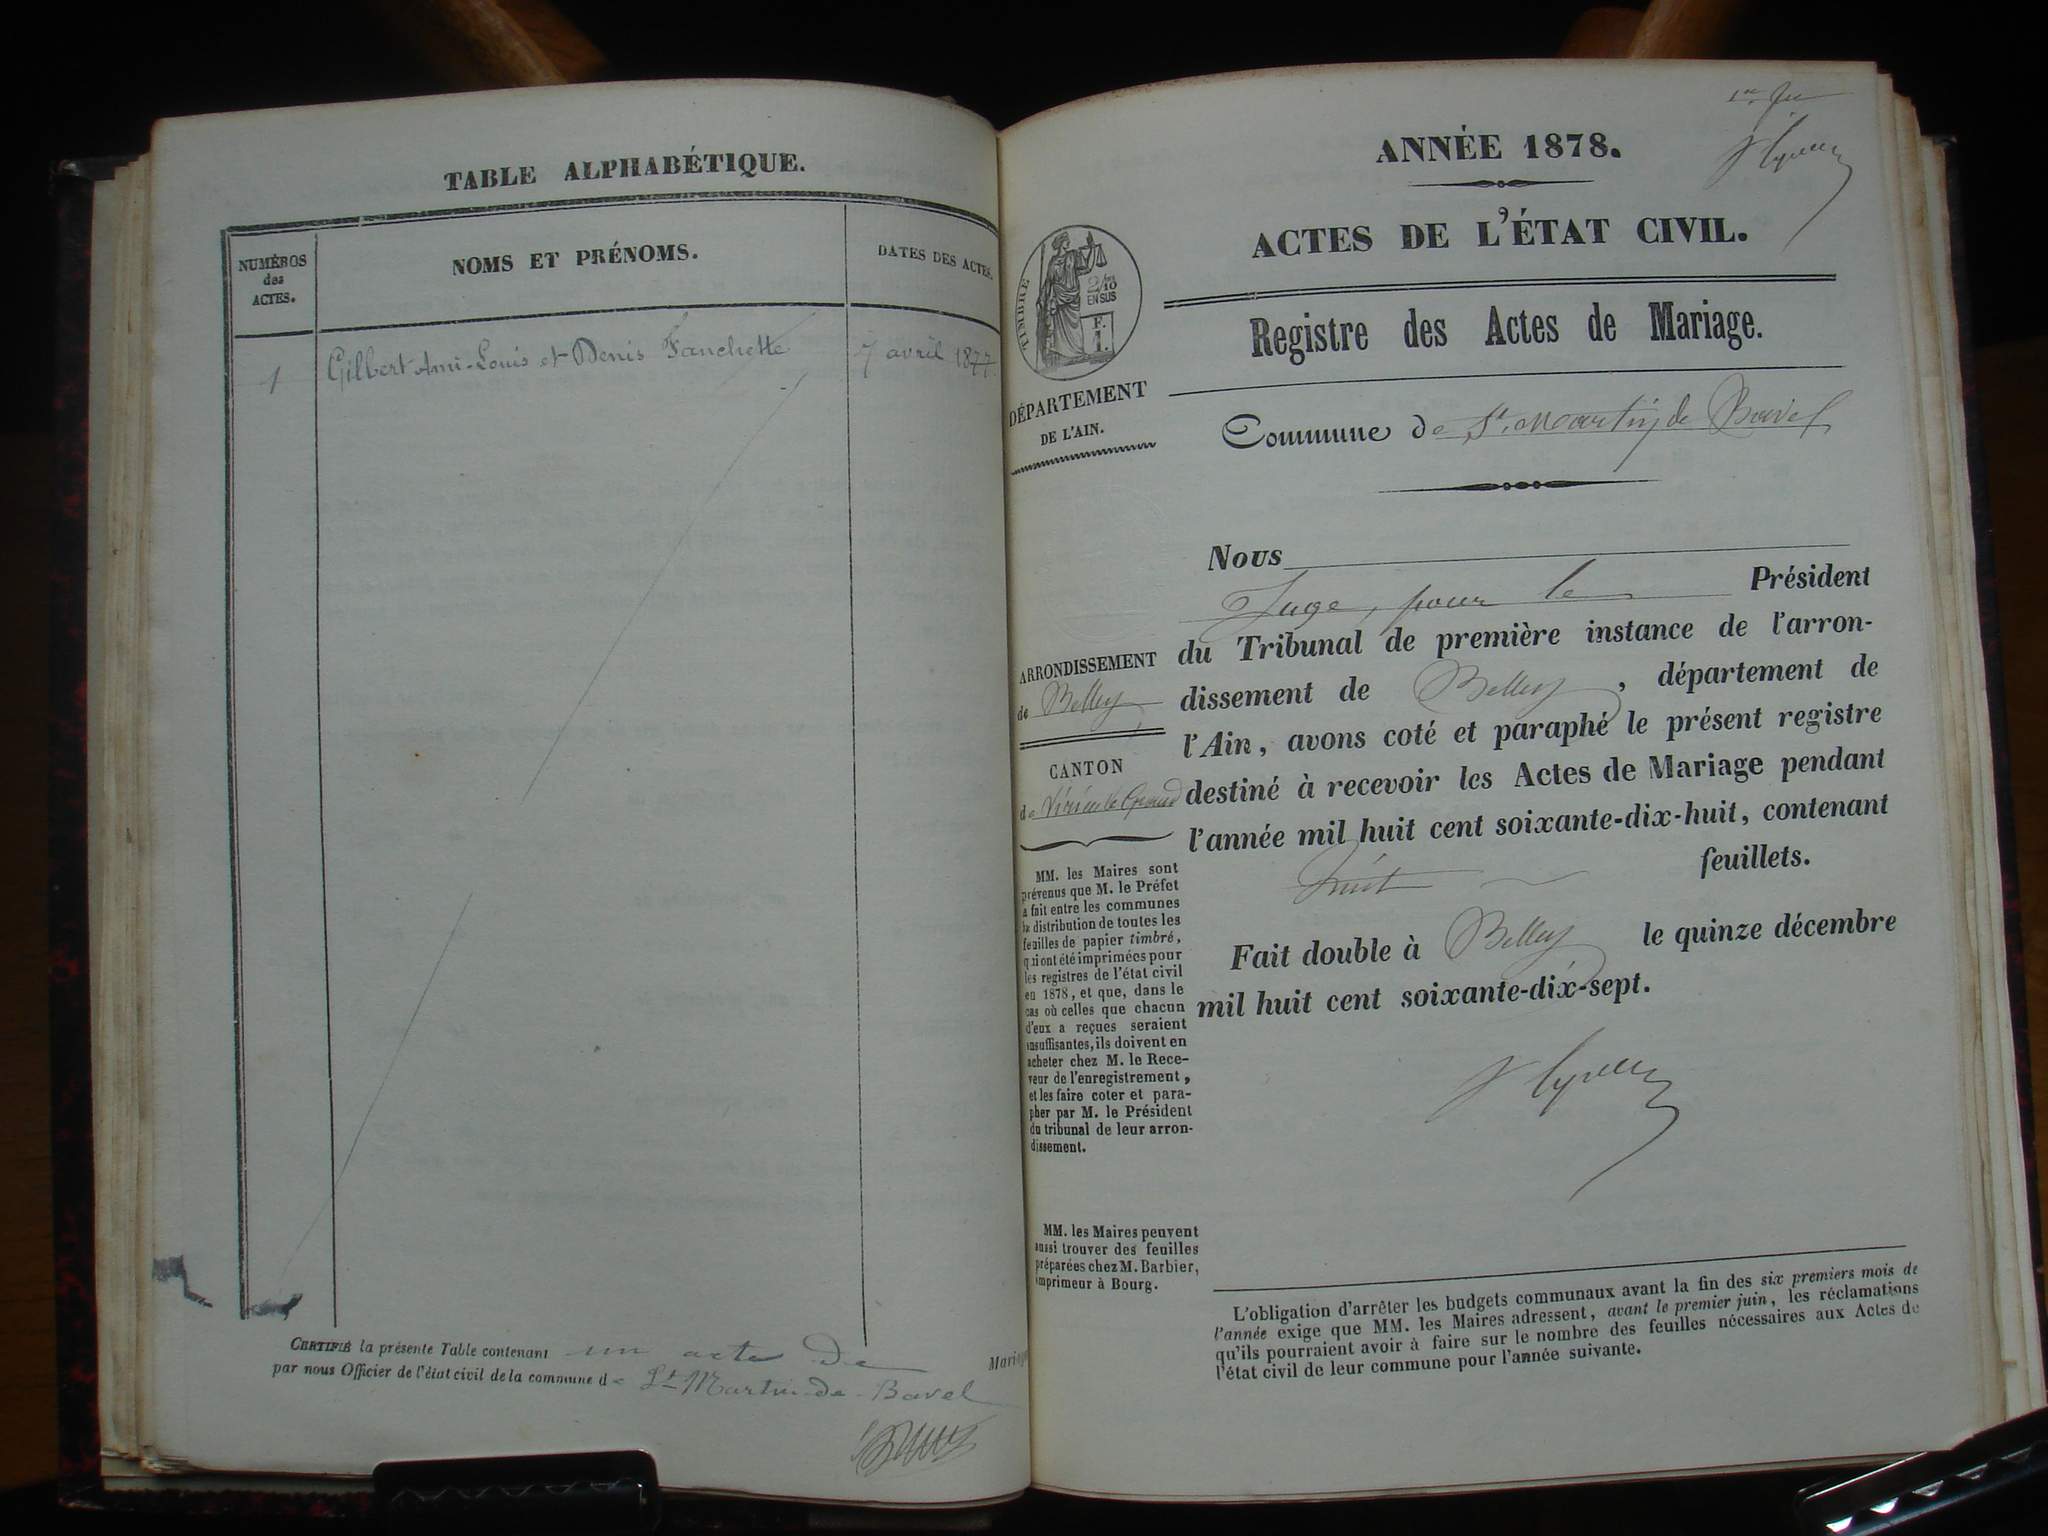 TABLE ALPHABÉTIQUE.
NUMÉROS
des
ACTES.
NOMS ET PRÉNOMS.
DATES DES ACTES.
1 Gilbert Ami-Louis et Denis Fanchette 7 avril 1877
CERTIFIÉ la présente Table contenant un acte de Mariage
par nous Officier de l'état civil de la commune de St Martin-de-Bavel
ANNÉE 1878.
ACTES DE L'ÉTAT CIVIL.
TIMBRE
2/10
EN SUS
F.
1.
DÉPARTEMENT
DE L'AIN.
Registre des Actes de Mariage.
Commune de St. Martin de Bavel
Nous
Juge, pour le Président
du Tribunal de première instance de l'arron-
dissement de Belley, département de
l'Ain, avons coté et paraphé le présent registre
destiné à recevoir les Actes de Mariage pendant
l'année mil huit cent soixante-dix-huit, contenant
huit feuillets.
Fait double à Belley le quinze décembre
mil huit cent soixante-dix-sept.
ARRONDISSEMENT
de Belley
CANTON
de Virieu le Grand
MM. les Maires sont
prévenus que M. le Préfet
a fait entre les communes
la distribution de toutes les
feuilles de papier timbré,
qui ont été imprimées pour
les registres de l'état civil
en 1878, et que, dans le
cas où celles que chacun
d'eux a reçues seraient
insuffisantes, ils doivent en
acheter chez M. le Rece-
veur de l'enregistrement,
et les faire coter et para-
pher par M. le Président
du tribunal de leur arron-
dissement.
MM. les Maires peuvent
aussi trouver des feuilles
préparées chez M. Barbier,
imprimeur à Bourg.
L'obligation d'arrêter les budgets communaux avant la fin des six premiers mois de
l'année exige que MM. les Maires adressent, avant le premier juin, les réclamations
qu'ils pourraient avoir à faire sur le nombre des feuilles nécessaires aux Actes de
l'état civil de leur commune pour l'année suivante.